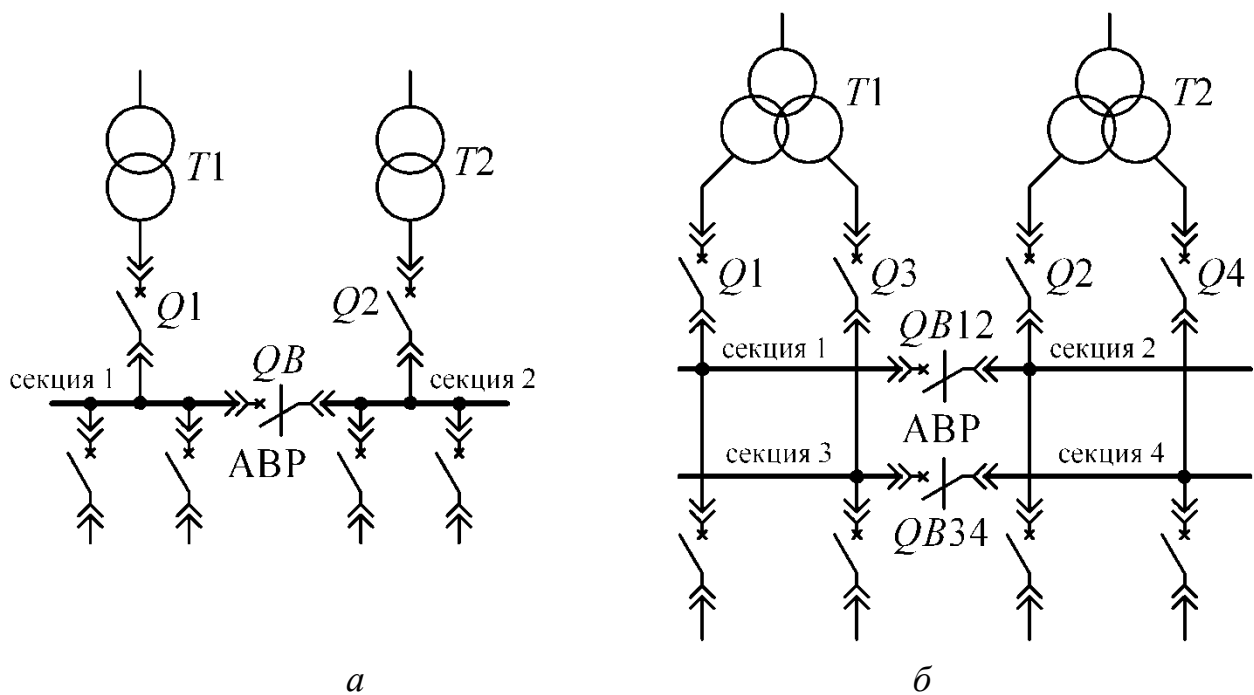 T1
T2
Q1
Q2
QB
секция 1
секция 2
АВР
а
T1
T2
Q1
Q3
Q2
Q4
QB12
секция 1
секция 2
АВР
секция 3
секция 4
QB34
б